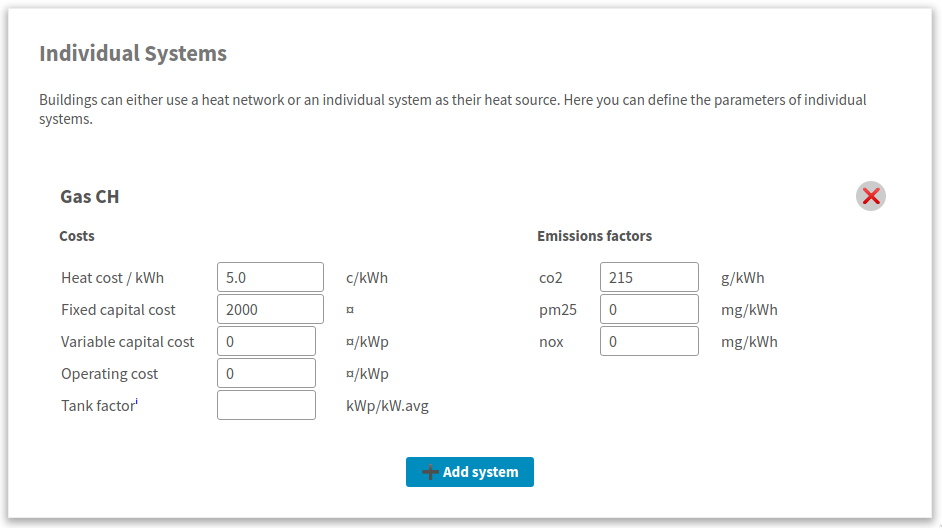 Individual Systems
Buildings can either use a heat network or an individual system as their heat source. Here you can define the parameters of individual
systems.
Gas CH
Costs
Heat cost / kWh 5.0 c/kWh
Fixed capital cost 2000 ¤
Variable capital cost 0 ¤/kWp
Operating cost 0 ¤/kWp
Tank factor i kWp/kW.avg
Emissions factors
co2 215 g/kWh
pm25 0 mg/kWh
nox 0 mg/kWh
Add system